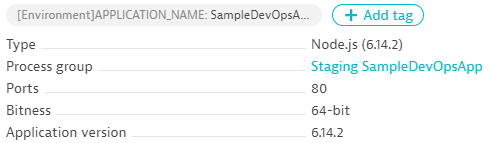 [Environment]APPLICATION_NAME: SampleDevOpsA... + Add tag
Type Node.js (6.14.2)
Process group Staging SampleDevOpsApp
Ports 80
Bitness 64-bit
Application version 6.14.2